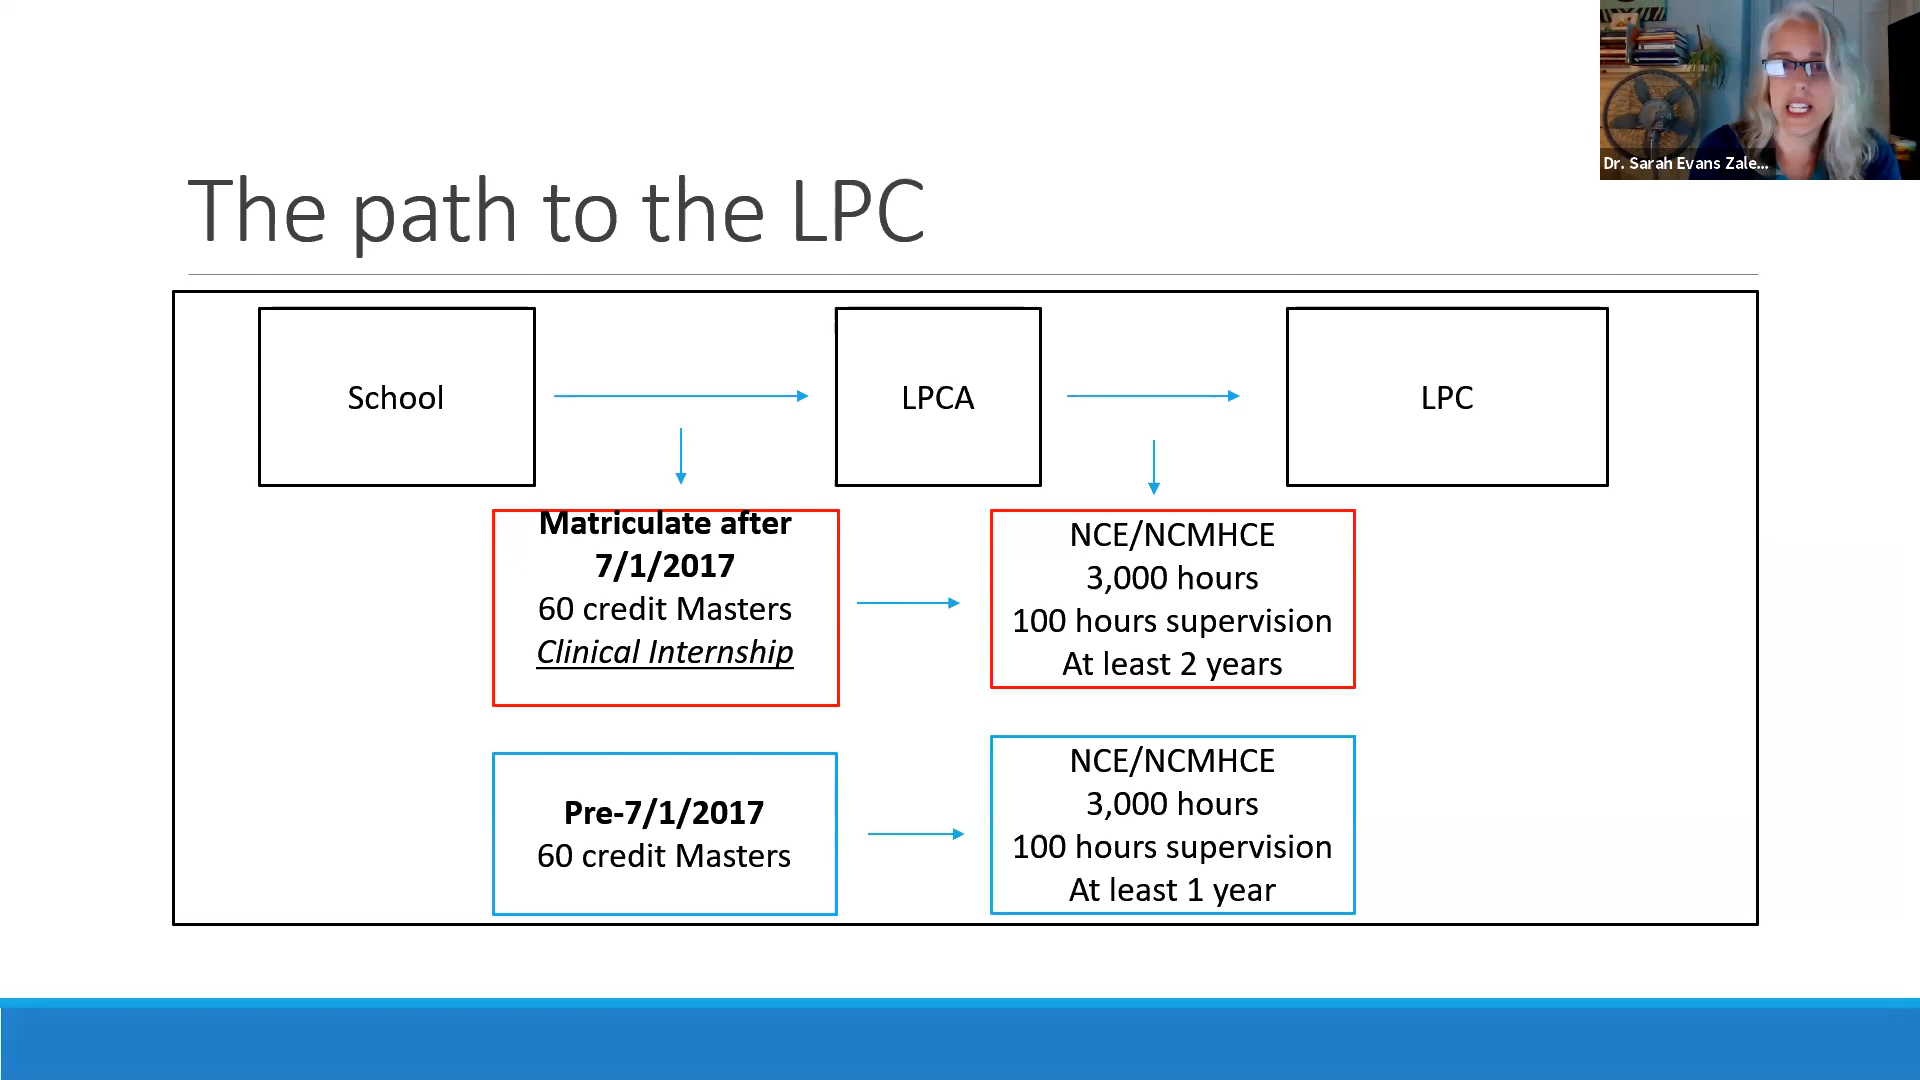 Dr. Sarah Evans Zale...
The path to the LPC
School
LPCA
LPC
Matriculate after
7/1/2017
60 credit Masters
Clinical Internship
NCE/NCMHCE
3,000 hours
100 hours supervision
At least 2 years
Pre-7/1/2017
60 credit Masters
NCE/NCMHCE
3,000 hours
100 hours supervision
At least 1 year